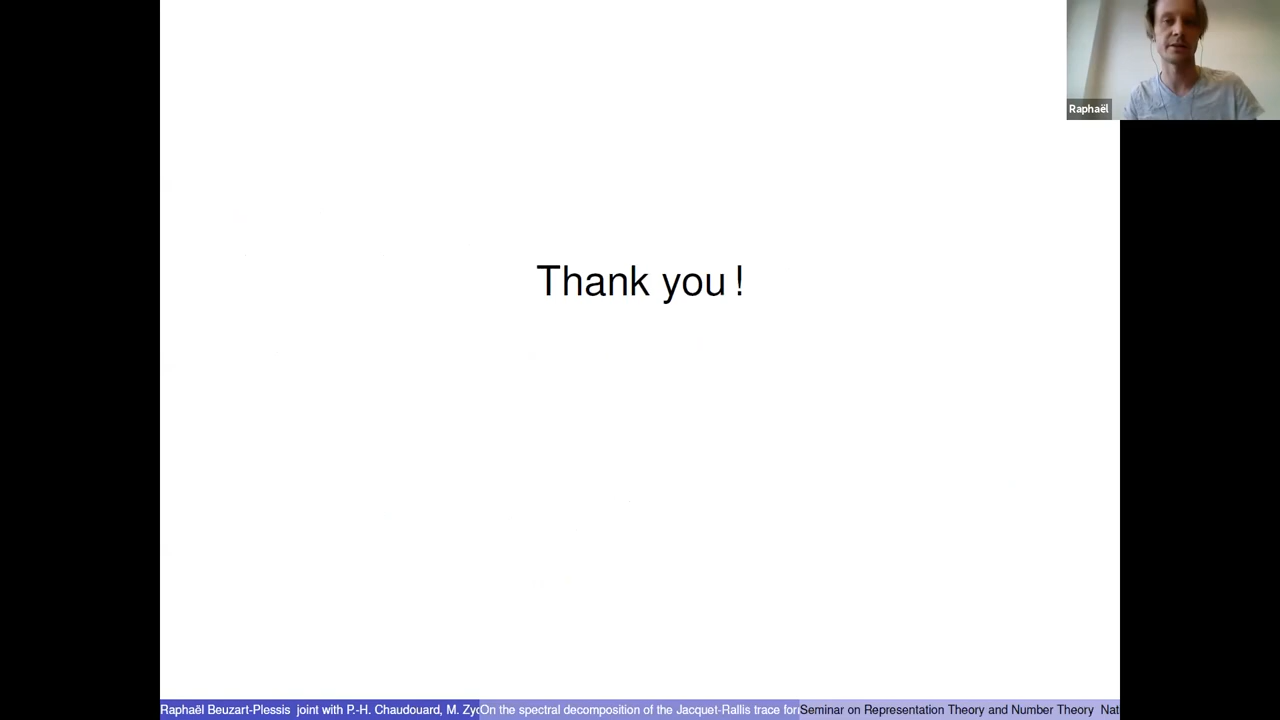 Raphaël
Thank you !
Raphaël Beuzart-Plessis joint with P.-H. Chaudouard, M. Zyd
On the spectral decomposition of the Jacquet-Rallis trace for
Seminar on Representation Theory and Number Theory Nat